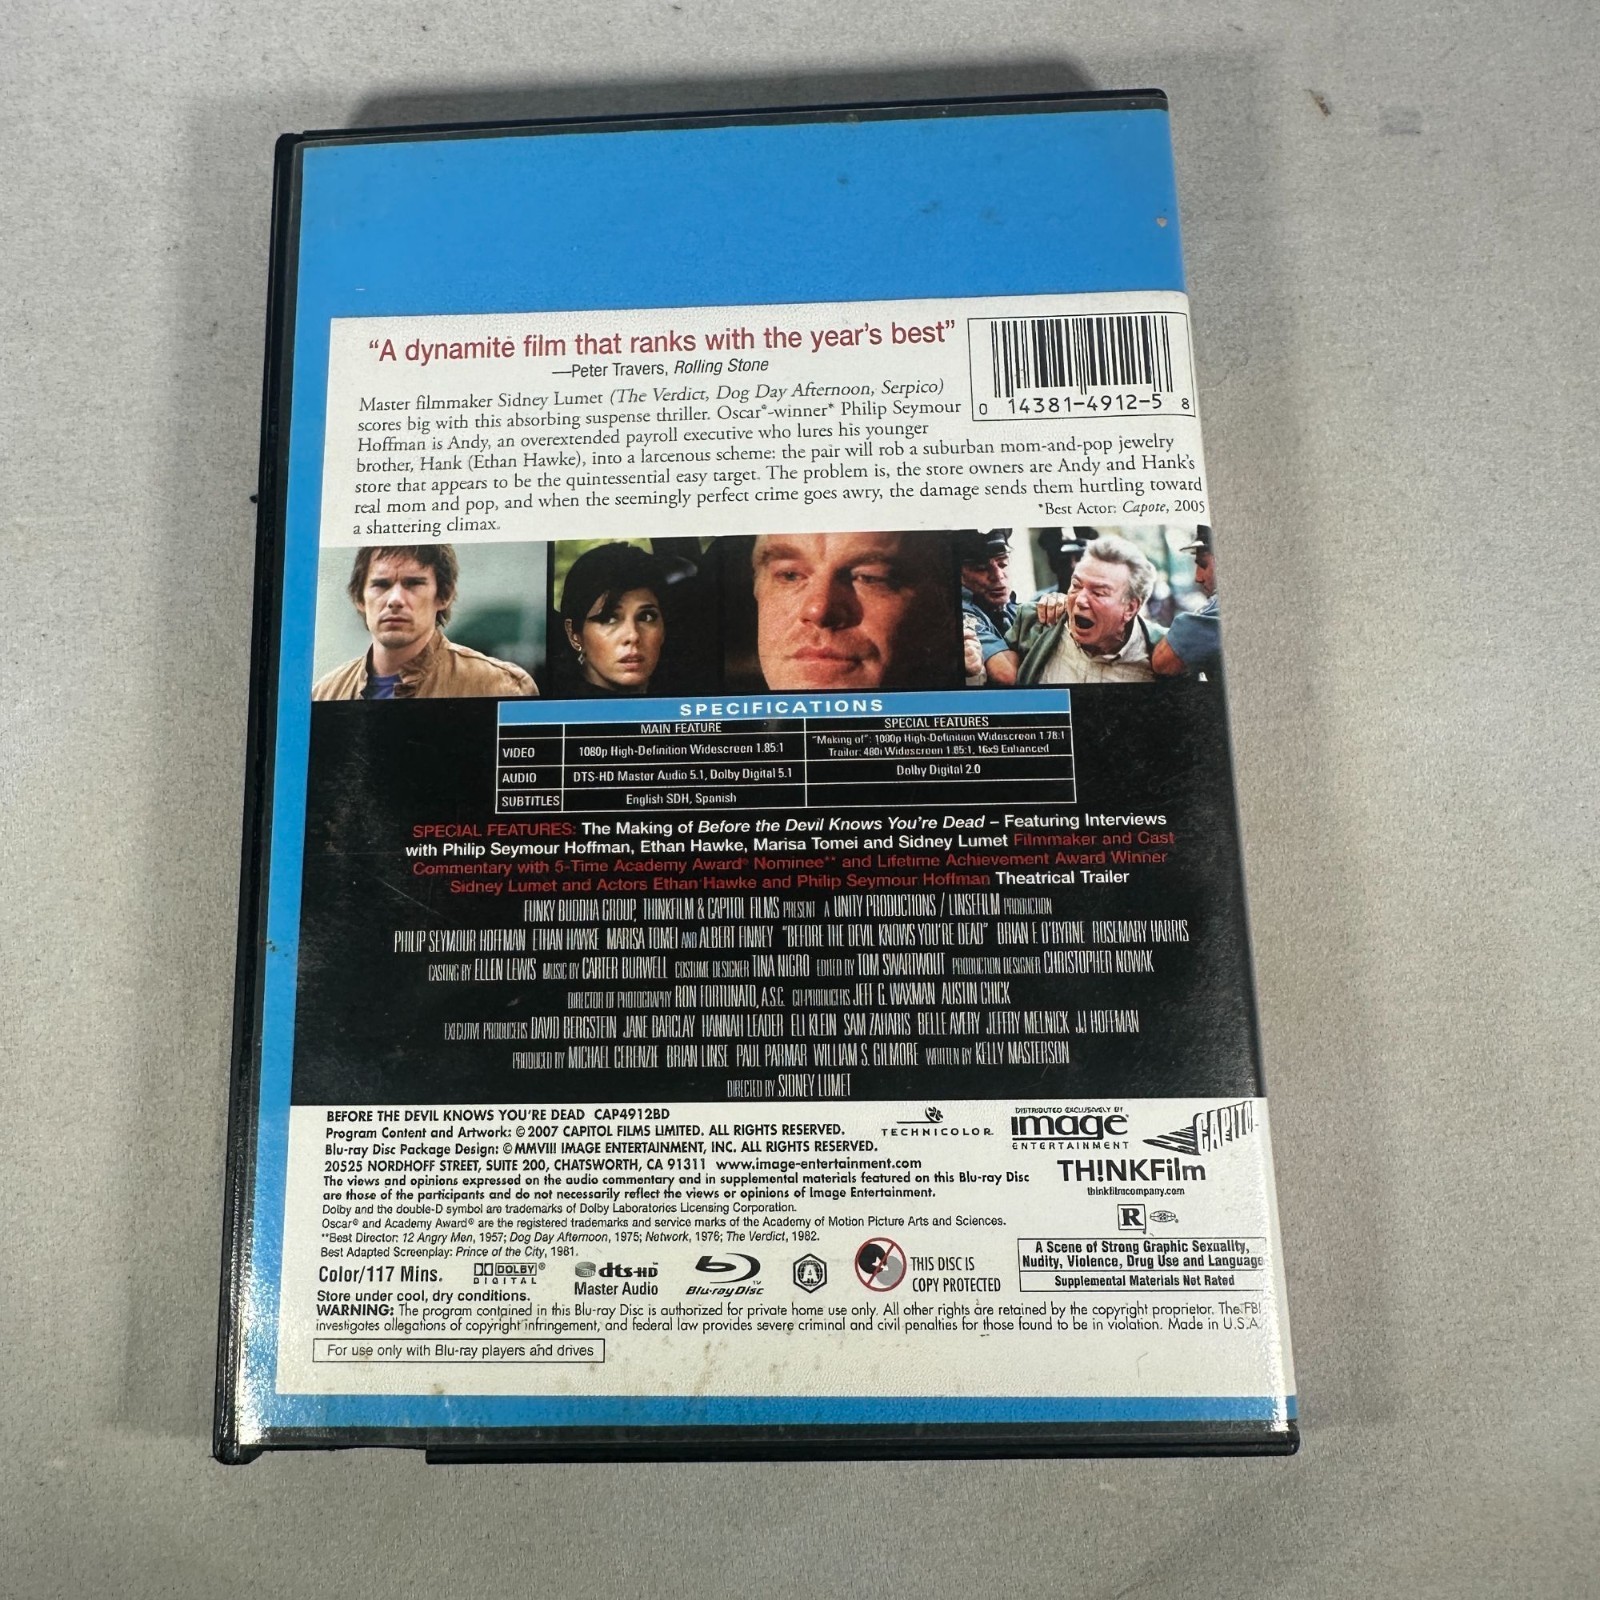 “A dynamite film that ranks with the year's best”
—Peter Travers, Rolling Stone
0 14381-4912-5 8
Master filmmaker Sidney Lumet (The Verdict, Dog Day Afternoon, Serpico)
scores big with this absorbing suspense thriller. Oscar®-winner* Philip Seymour
Hoffman is Andy, an overextended payroll executive who lures his younger
brother, Hank (Ethan Hawke), into a larcenous scheme: the pair will rob a suburban mom-and-pop jewelry
store that appears to be the quintessential easy target. The problem is, the store owners are Andy and Hank's
real mom and pop, and when the seemingly perfect crime goes awry, the damage sends them hurtling toward
a shattering climax.
*Best Actor: Capote, 2005
SPECIFICATIONS
MAIN FEATURE SPECIAL FEATURES
VIDEO 1080p High-Definition Widescreen 1.85:1 "Making of": 1080p High-Definition Widescreen 1.78:1
Trailer: 480i Widescreen 1.85:1, 16x9 Enhanced
AUDIO DTS-HD Master Audio 5.1, Dolby Digital 5.1 Dolby Digital 2.0
SUBTITLES English SDH, Spanish
SPECIAL FEATURES: The Making of Before the Devil Knows You're Dead – Featuring Interviews
with Philip Seymour Hoffman, Ethan Hawke, Marisa Tomei and Sidney Lumet Filmmaker and Cast
Commentary with 5-Time Academy Award® Nominee** and Lifetime Achievement Award Winner
Sidney Lumet and Actors Ethan Hawke and Philip Seymour Hoffman Theatrical Trailer
FUNKY BUDDHA GROUP, THINKFILM & CAPITOL FILMS PRESENT A UNITY PRODUCTIONS / LINSEFILM PRODUCTION
PHILIP SEYMOUR HOFFMAN ETHAN HAWKE MARISA TOMEI AND ALBERT FINNEY "BEFORE THE DEVIL KNOWS YOU'RE DEAD" BRIAN F. O'BYRNE ROSEMARY HARRIS
CASTING BY ELLEN LEWIS MUSIC BY CARTER BURWELL COSTUME DESIGNER TINA NIGRO EDITED BY TOM SWARTWOUT PRODUCTION DESIGNER CHRISTOPHER NOWAK
DIRECTOR OF PHOTOGRAPHY RON FORTUNATO, A.S.C. CO-PRODUCERS JEFF G. WAXMAN AUSTIN CHICK
EXECUTIVE PRODUCERS DAVID BERGSTEIN JANE BARCLAY HANNAH LEADER ELI KLEIN SAM ZAHARIS BELLE AVERY JEFFRY MELNICK JJ HOFFMAN
PRODUCED BY MICHAEL CERENZIE BRIAN LINSE PAUL PARMAR WILLIAM S. GILMORE WRITTEN BY KELLY MASTERSON
DIRECTED BY SIDNEY LUMET
BEFORE THE DEVIL KNOWS YOU'RE DEAD CAP4912BD
Program Content and Artwork: © 2007 CAPITOL FILMS LIMITED. ALL RIGHTS RESERVED.
Blu-ray Disc Package Design: © MMVIII IMAGE ENTERTAINMENT, INC. ALL RIGHTS RESERVED.
20525 NORDHOFF STREET, SUITE 200, CHATSWORTH, CA 91311 www.image-entertainment.com
The views and opinions expressed on the audio commentary and in supplemental materials featured on this Blu-ray Disc
are those of the participants and do not necessarily reflect the views or opinions of Image Entertainment.
Dolby and the double-D symbol are trademarks of Dolby Laboratories Licensing Corporation.
Oscar® and Academy Award® are the registered trademarks and service marks of the Academy of Motion Picture Arts and Sciences.
**Best Director: 12 Angry Men, 1957; Dog Day Afternoon, 1975; Network, 1976; The Verdict, 1982.
Best Adapted Screenplay: Prince of the City, 1981.
TECHNICOLOR
DISTRIBUTED EXCLUSIVELY BY
image
ENTERTAINMENT
CAPITOL
TH!NKFilm
thinkfilmcompany.com
R
A Scene of Strong Graphic Sexuality,
Nudity, Violence, Drug Use and Language
Supplemental Materials Not Rated
Color/117 Mins.
DOLBY®
DIGITAL
dts-HD
Master Audio
Blu-ray Disc TM
A
THIS DISC IS
COPY PROTECTED
Store under cool, dry conditions.
WARNING: The program contained in this Blu-ray Disc is authorized for private home use only. All other rights are retained by the copyright proprietor. The FBI
investigates allegations of copyright infringement, and federal law provides severe criminal and civil penalties for those found to be in violation. Made in U.S.A.
For use only with Blu-ray players and drives